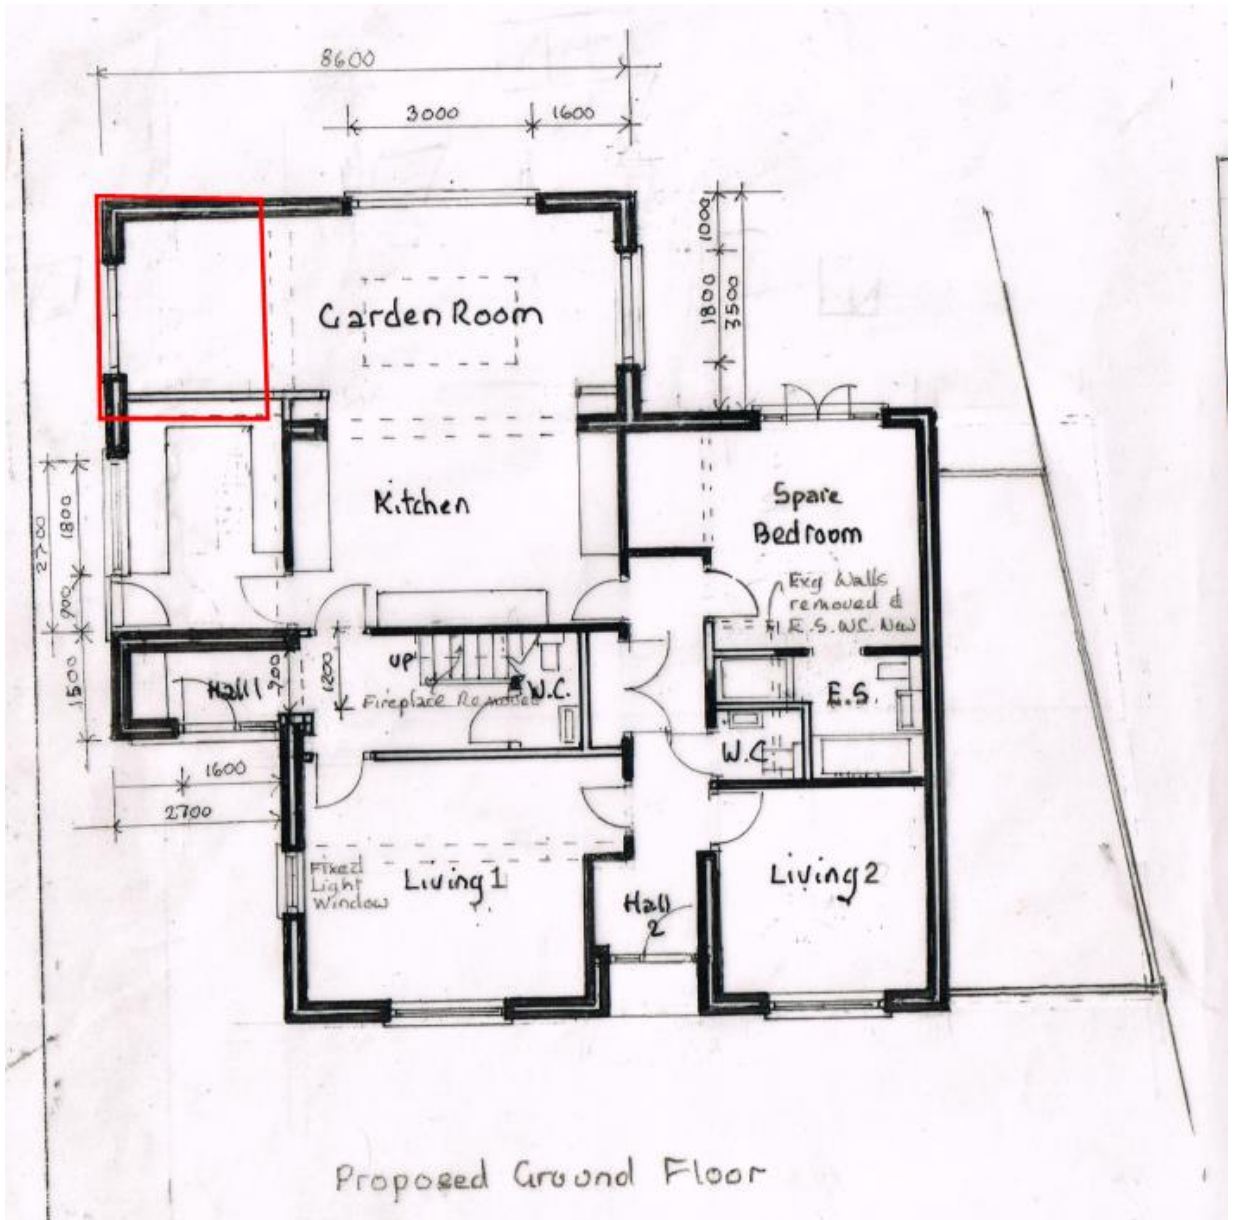 8600
3000
1600
1000
1800
3500
Garden Room
Kitchen
Spare
Bedroom
Exg Walls
removed &
E.S. WC. New
2700
1800
900
1500
Hall 1
900
1200
UP
Fireplace Removed
W.C.
E.S.
W.C
1600
2700
Fixed
Light
Window
Living 1
Hall
2
Living 2
Proposed Ground Floor